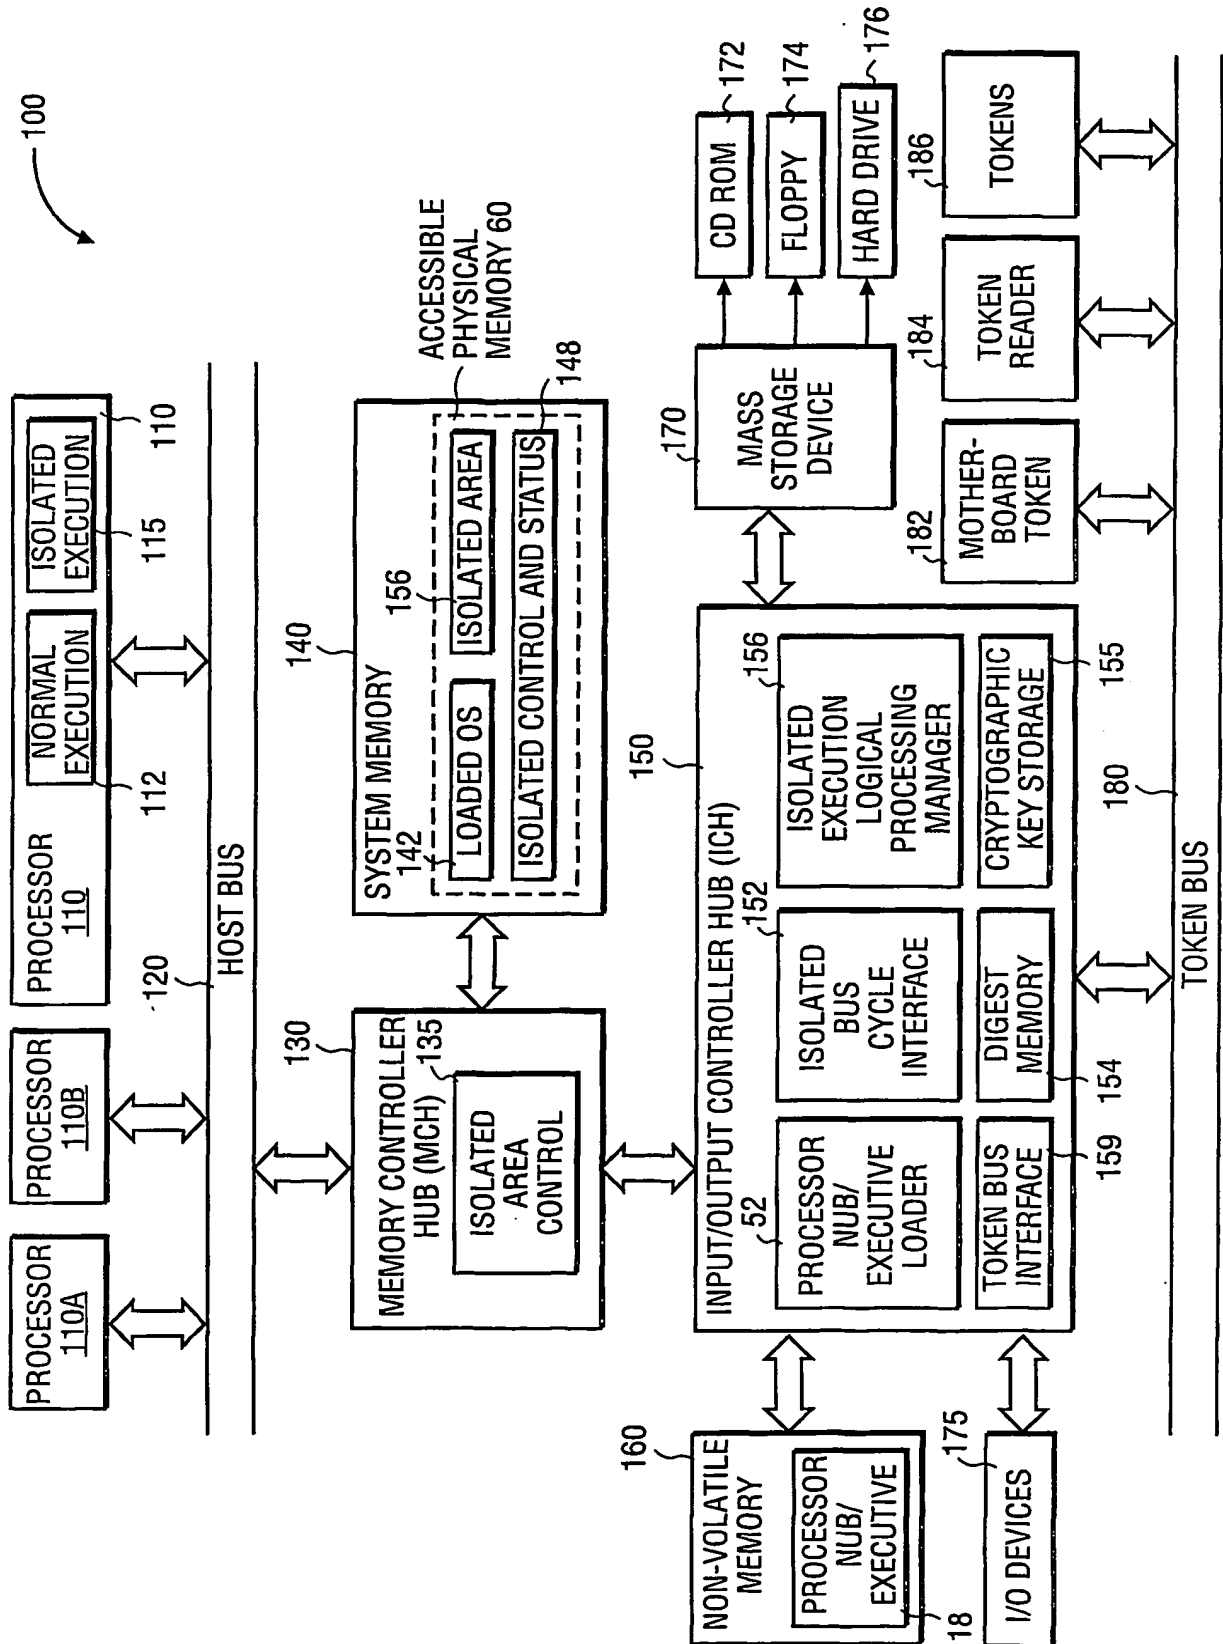 100
PROCESSOR
110A
PROCESSOR
110B
PROCESSOR
110
NORMAL
EXECUTION
112
ISOLATED
EXECUTION
115
110
120
HOST BUS
130
MEMORY CONTROLLER
HUB (MCH)
135
ISOLATED
AREA
CONTROL
140
SYSTEM MEMORY
142
LOADED OS
156
ISOLATED AREA
ISOLATED CONTROL AND STATUS
148
ACCESSIBLE
PHYSICAL
MEMORY 60
150
INPUT/OUTPUT CONTROLLER HUB (ICH)
52
PROCESSOR
NUB/
EXECUTIVE
LOADER
152
ISOLATED
BUS
CYCLE
INTERFACE
156
ISOLATED
EXECUTION
LOGICAL
PROCESSING
MANAGER
TOKEN BUS
INTERFACE
159
DIGEST
MEMORY
154
CRYPTOGRAPHIC
KEY STORAGE
155
160
NON-VOLATILE
MEMORY
PROCESSOR
NUB/
EXECUTIVE
18
175
I/O DEVICES
170
MASS
STORAGE
DEVICE
CD ROM
172
FLOPPY
174
HARD DRIVE
176
182
MOTHER-
BOARD
TOKEN
184
TOKEN
READER
186
TOKENS
180
TOKEN BUS